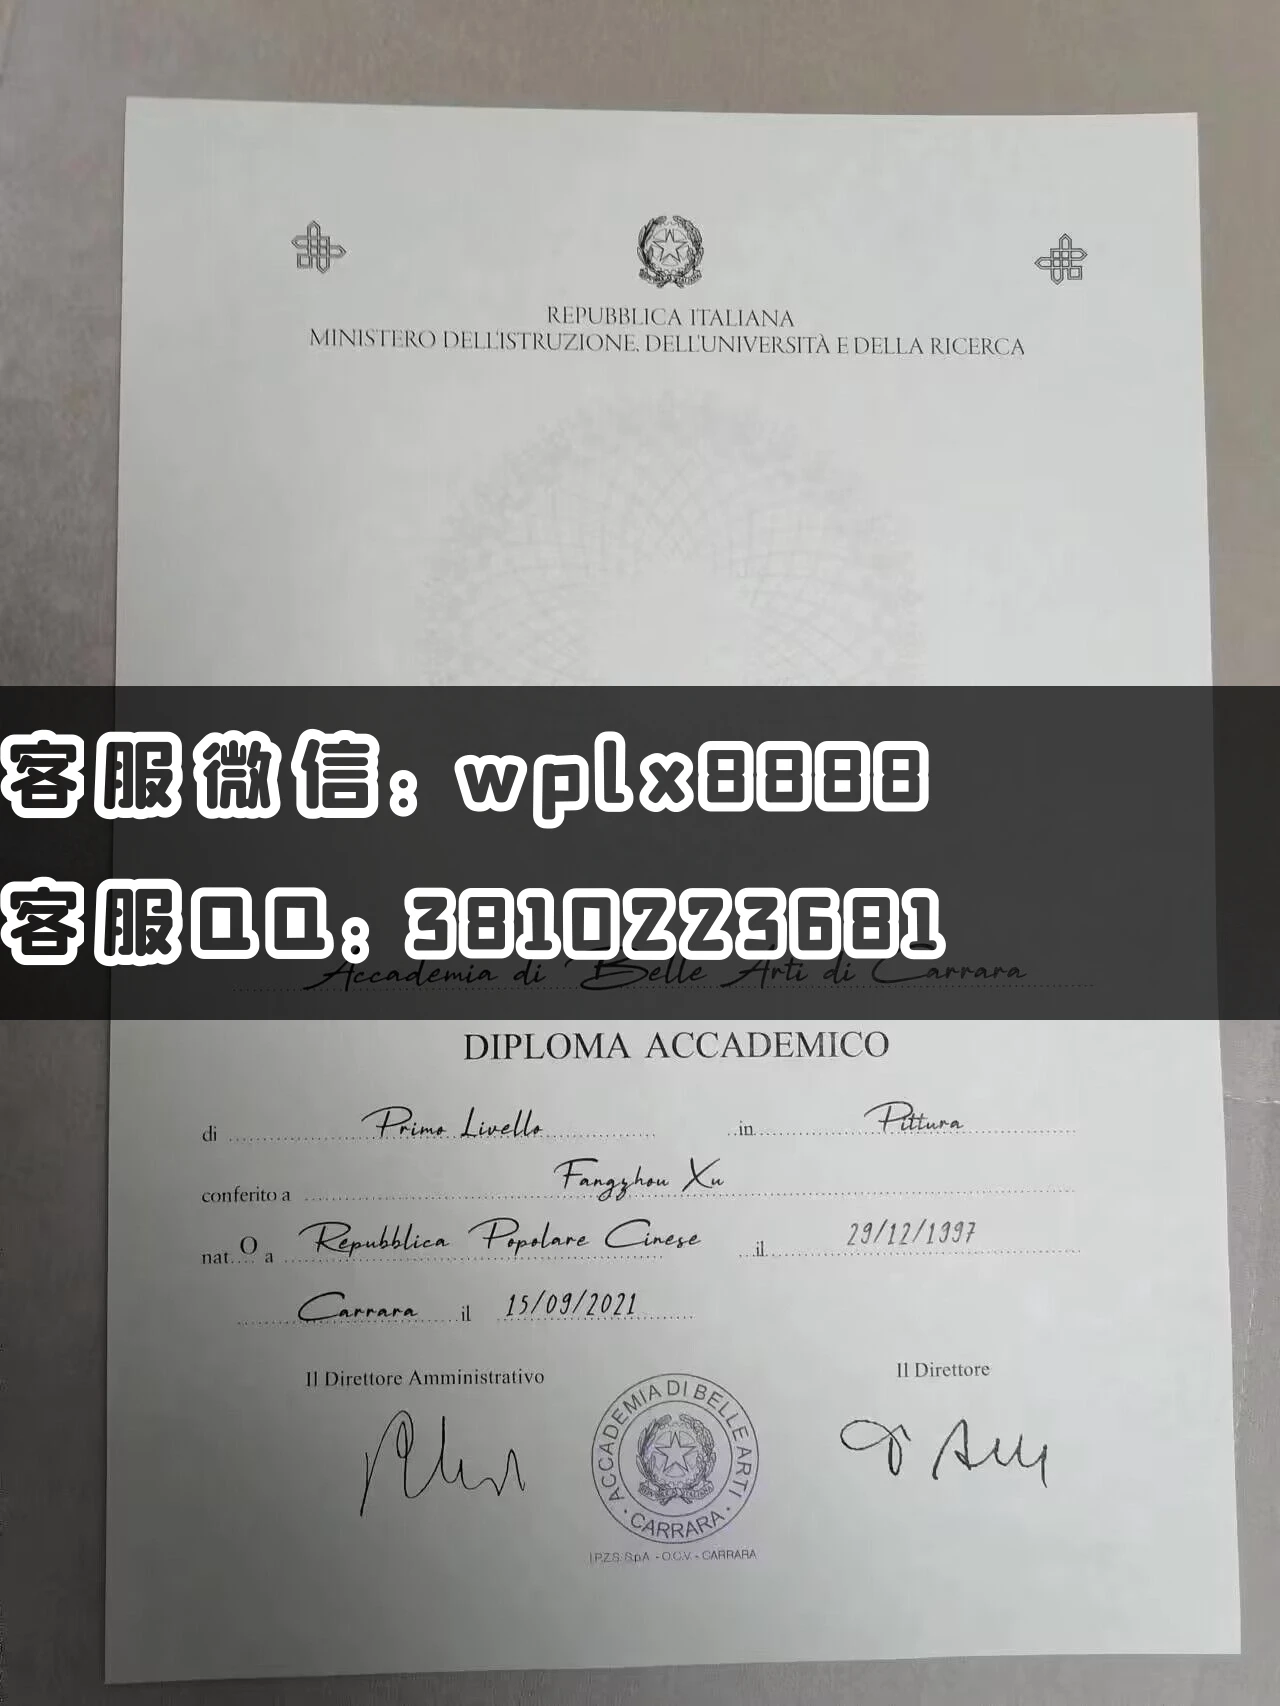 REPUBBLICA ITALIANA
MINISTERO DELL'ISTRUZIONE, DELL'UNIVERSITÀ E DELLA RICERCA
客服微信: wplx8888
客服QQ: 3810223681
Accademia di Belle Arti di Carrara
DIPLOMA ACCADEMICO
di Primo Livello in Pittura
conferito a Fangzhou Xu
nat. O a Repubblica Popolare Cinese il 29/12/1997
Carrara il 15/09/2021
Il Direttore Amministrativo Il Direttore
ACCADEMIA DI BELLE ARTI
· CARRARA ·
REPVBBLICA ITALIANA
I.P.Z.S. S.p.A. - O.C.V. - CARRARA